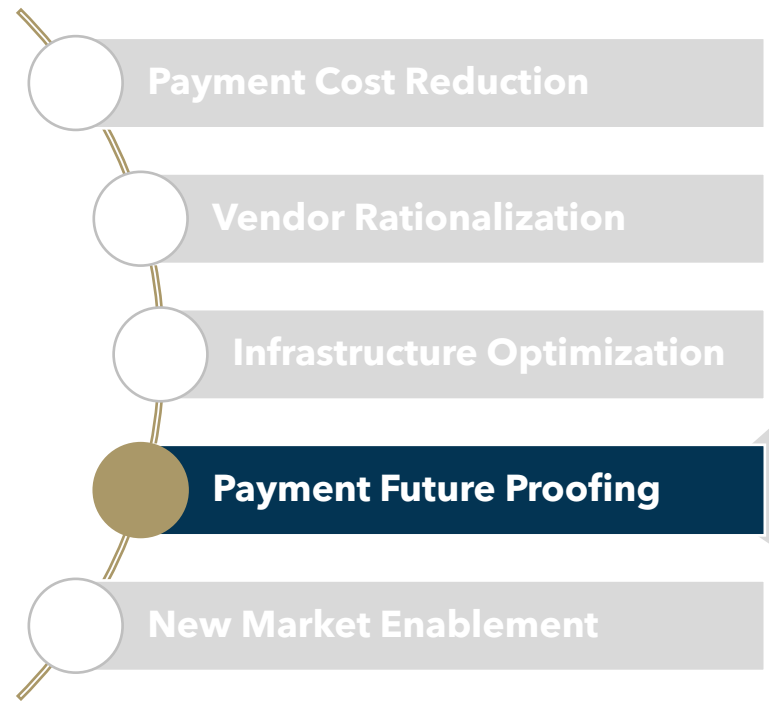 Payment Cost Reduction
Vendor Rationalization
Infrastructure Optimization
Payment Future Proofing
New Market Enablement